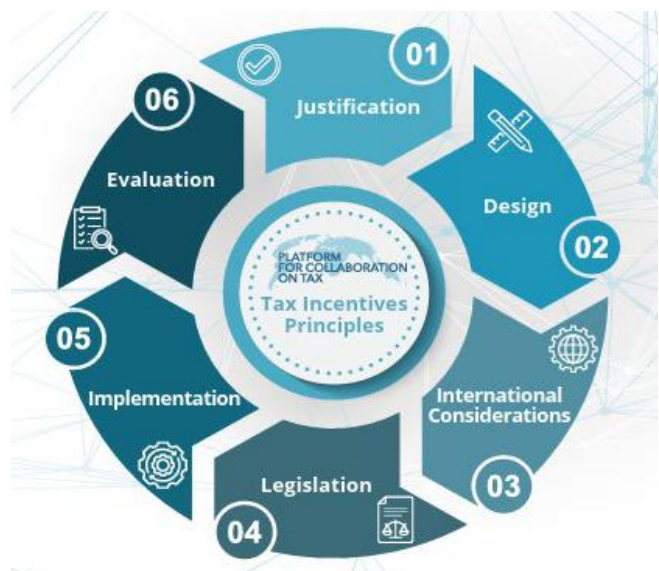 01
Justification
02
Design
03
International
Considerations
04
Legislation
05
Implementation
06
Evaluation
PLATFORM
FOR COLLABORATION
ON TAX
Tax Incentives
Principles